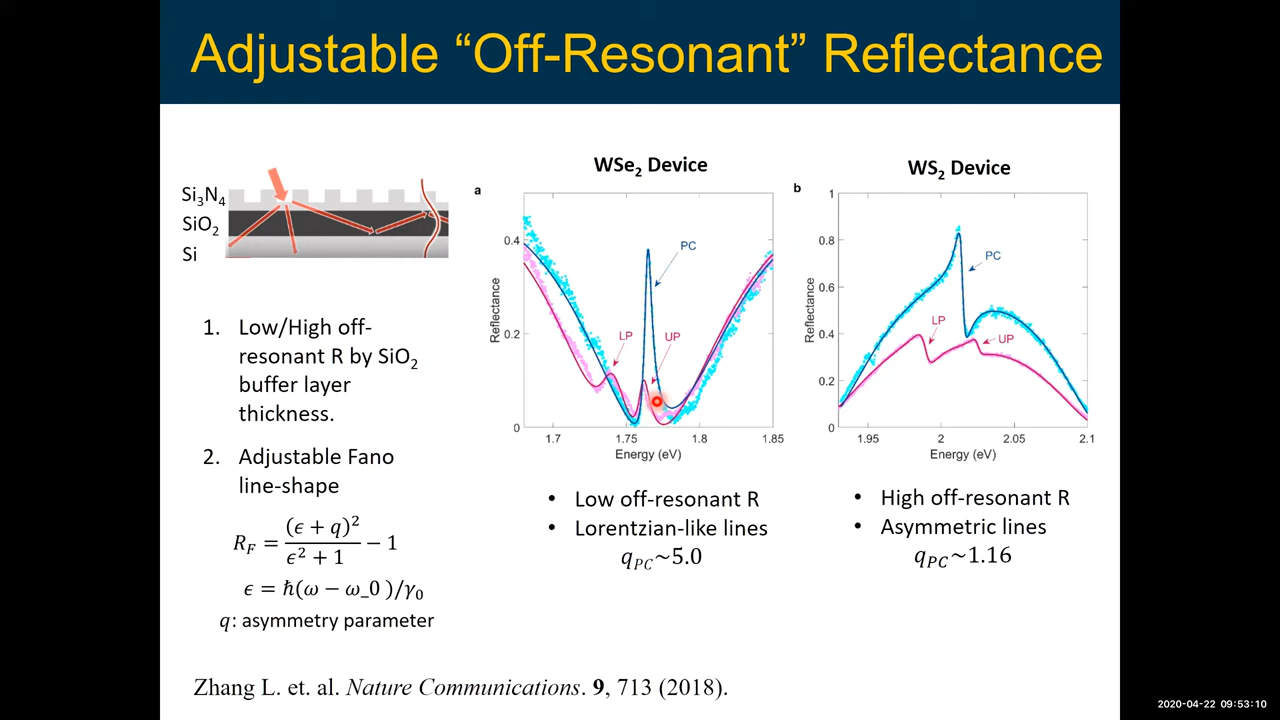 Adjustable “Off-Resonant” Reflectance
Si₃N₄
SiO₂
Si
1. Low/High off-
resonant R by SiO₂
buffer layer
thickness.
2. Adjustable Fano
line-shape
R_F = (ϵ + q)² / (ϵ² + 1) − 1
ϵ = ℏ(ω − ω_0 )/γ₀
q: asymmetry parameter
WSe₂ Device
a
Reflectance
0.4
0.2
0
PC
LP
UP
1.7 1.75 1.8 1.85
Energy (eV)
• Low off-resonant R
• Lorentzian-like lines
q_PC~5.0
WS₂ Device
b
Reflectance
1
0.8
0.6
0.4
0.2
0
PC
LP
UP
1.95 2 2.05 2.1
Energy (eV)
• High off-resonant R
• Asymmetric lines
q_PC~1.16
Zhang L. et. al. Nature Communications. 9, 713 (2018).
2020-04-22 09:53:10